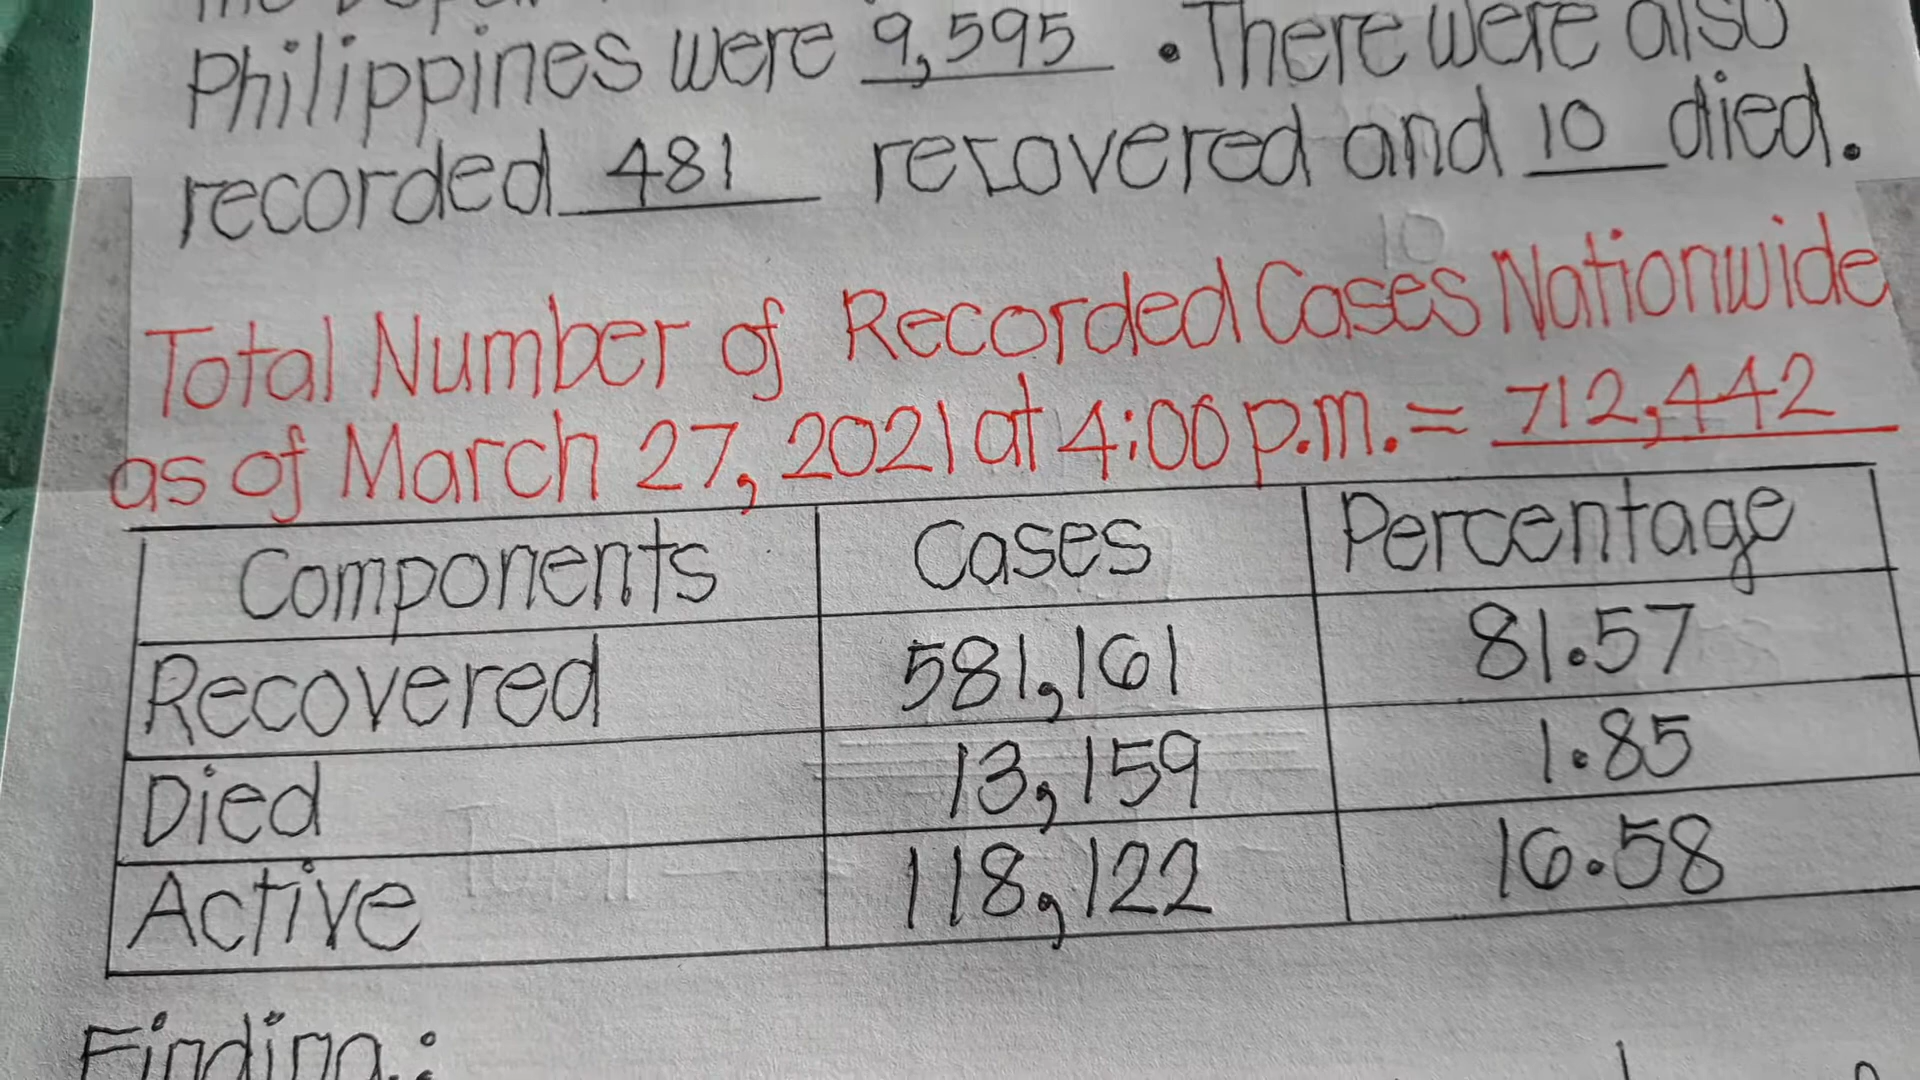 Philippines were 9,595 . There were also
recorded 481 recovered and 10 died.
Total Number of Recorded Cases Nationwide
as of March 27, 2021 at 4:00 p.m. = 712,442
Components Cases Percentage
Recovered 581,161 81.57
Died 13,159 1.85
Active 118,122 16.58
Finding: